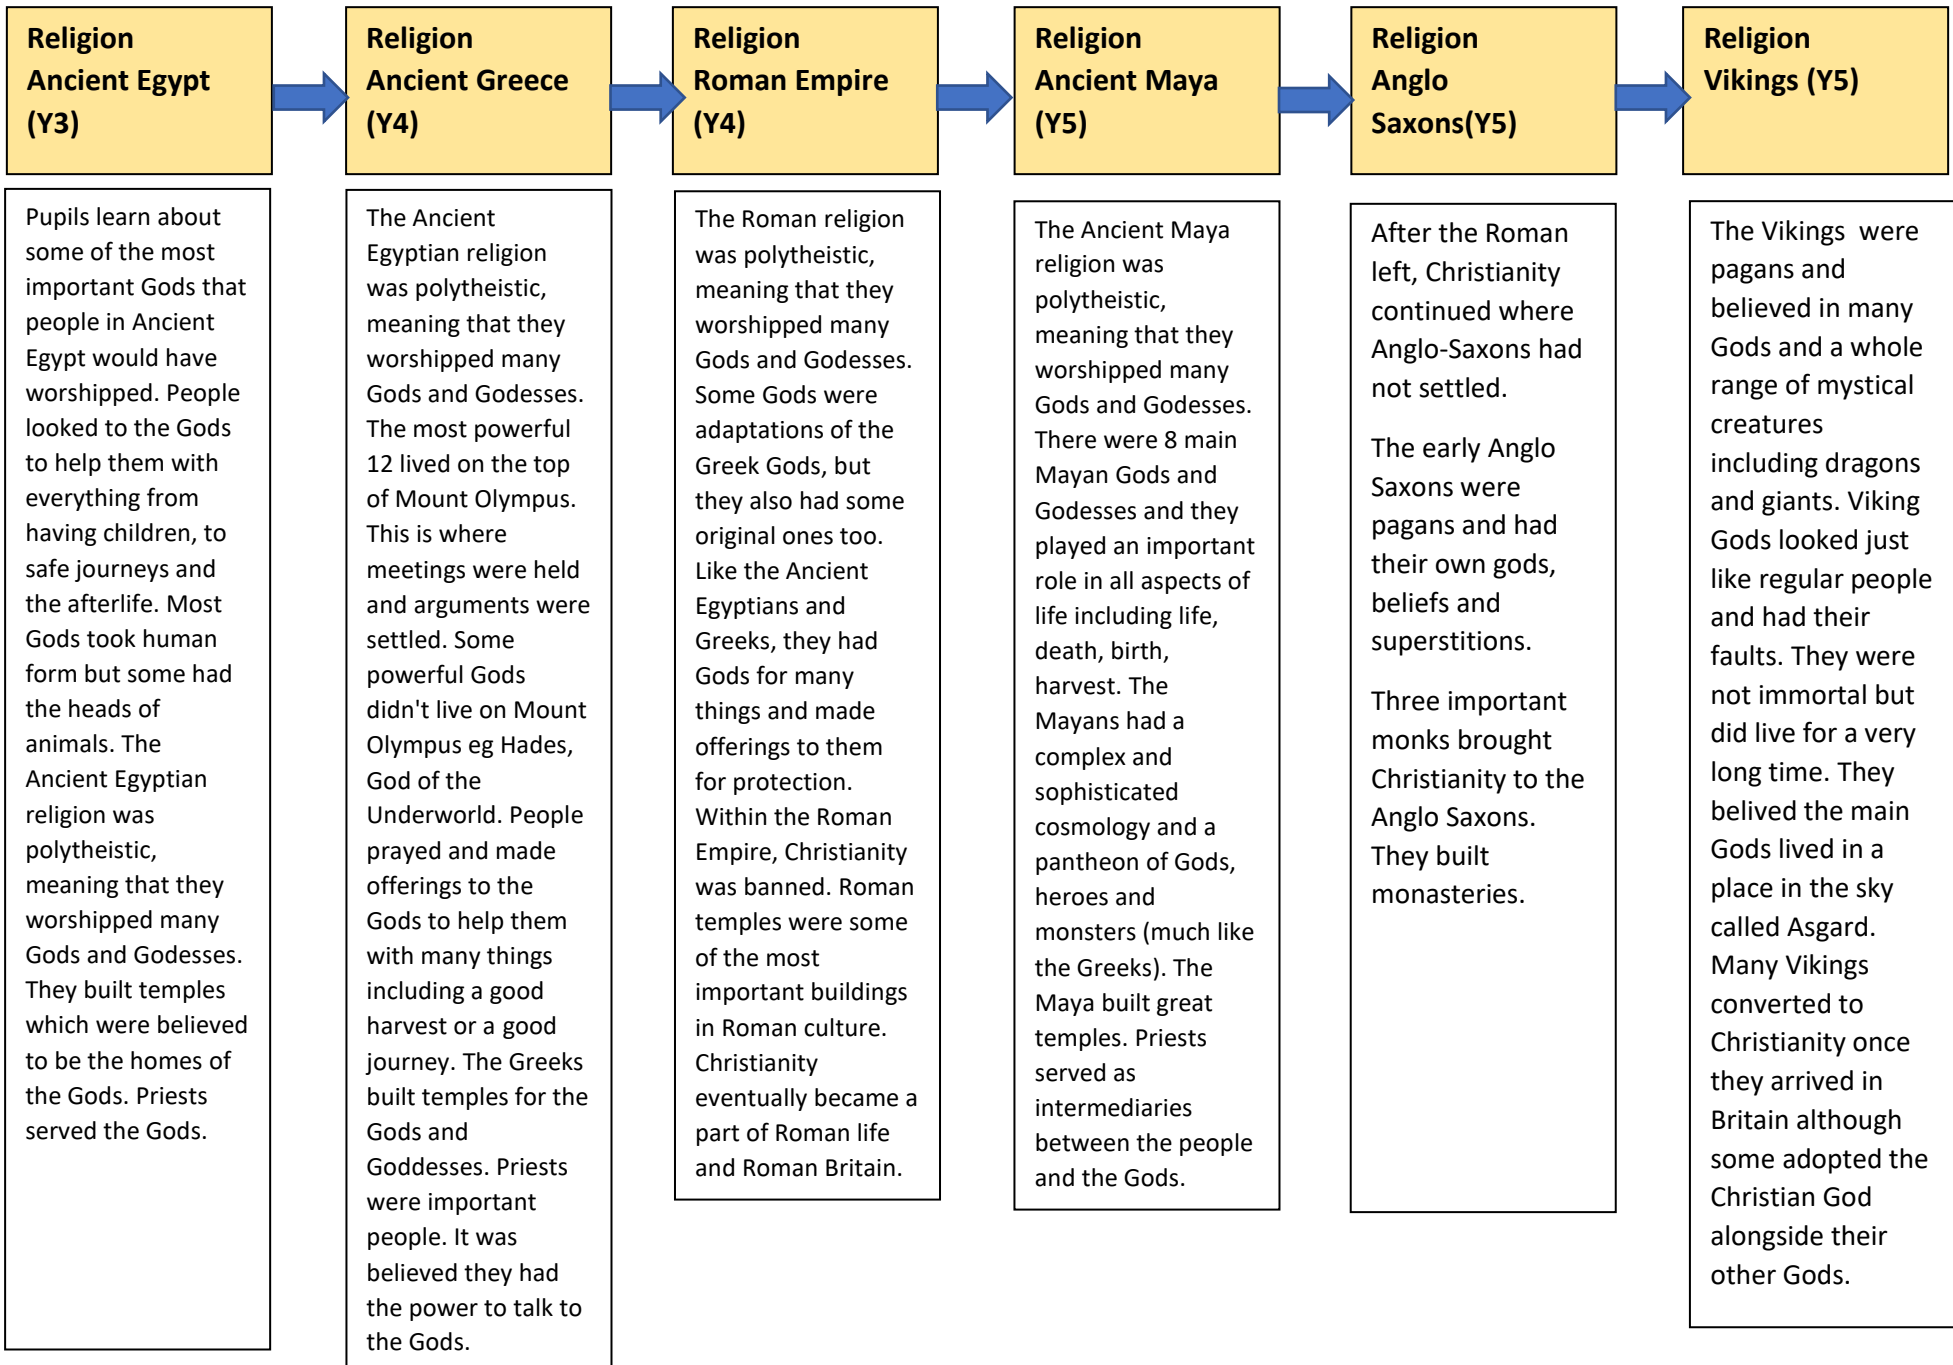 Religion
Ancient Egypt
(Y3)
Religion
Ancient Greece
(Y4)
Religion
Roman Empire
(Y4)
Religion
Ancient Maya
(Y5)
Religion
Anglo
Saxons(Y5)
Religion
Vikings (Y5)
Pupils learn about
some of the most
important Gods that
people in Ancient
Egypt would have
worshipped. People
looked to the Gods
to help them with
everything from
having children, to
safe journeys and
the afterlife. Most
Gods took human
form but some had
the heads of
animals. The
Ancient Egyptian
religion was
polytheistic,
meaning that they
worshipped many
Gods and Godesses.
They built temples
which were believed
to be the homes of
the Gods. Priests
served the Gods.
The Ancient
Egyptian religion
was polytheistic,
meaning that they
worshipped many
Gods and Godesses.
The most powerful
12 lived on the top
of Mount Olympus.
This is where
meetings were held
and arguments were
settled. Some
powerful Gods
didn't live on Mount
Olympus eg Hades,
God of the
Underworld. People
prayed and made
offerings to the
Gods to help them
with many things
including a good
harvest or a good
journey. The Greeks
built temples for the
Gods and
Goddesses. Priests
were important
people. It was
believed they had
the power to talk to
the Gods.
The Roman religion
was polytheistic,
meaning that they
worshipped many
Gods and Godesses.
Some Gods were
adaptations of the
Greek Gods, but
they also had some
original ones too.
Like the Ancient
Egyptians and
Greeks, they had
Gods for many
things and made
offerings to them
for protection.
Within the Roman
Empire, Christianity
was banned. Roman
temples were some
of the most
important buildings
in Roman culture.
Christianity
eventually became a
part of Roman life
and Roman Britain.
The Ancient Maya
religion was
polytheistic,
meaning that they
worshipped many
Gods and Godesses.
There were 8 main
Mayan Gods and
Godesses and they
played an important
role in all aspects of
life including life,
death, birth,
harvest. The
Mayans had a
complex and
sophisticated
cosmology and a
pantheon of Gods,
heroes and
monsters (much like
the Greeks). The
Maya built great
temples. Priests
served as
intermediaries
between the people
and the Gods.
After the Roman
left, Christianity
continued where
Anglo-Saxons had
not settled.
The early Anglo
Saxons were
pagans and had
their own gods,
beliefs and
superstitions.
Three important
monks brought
Christianity to the
Anglo Saxons.
They built
monasteries.
The Vikings were
pagans and
believed in many
Gods and a whole
range of mystical
creatures
including dragons
and giants. Viking
Gods looked just
like regular people
and had their
faults. They were
not immortal but
did live for a very
long time. They
belived the main
Gods lived in a
place in the sky
called Asgard.
Many Vikings
converted to
Christianity once
they arrived in
Britain although
some adopted the
Christian God
alongside their
other Gods.